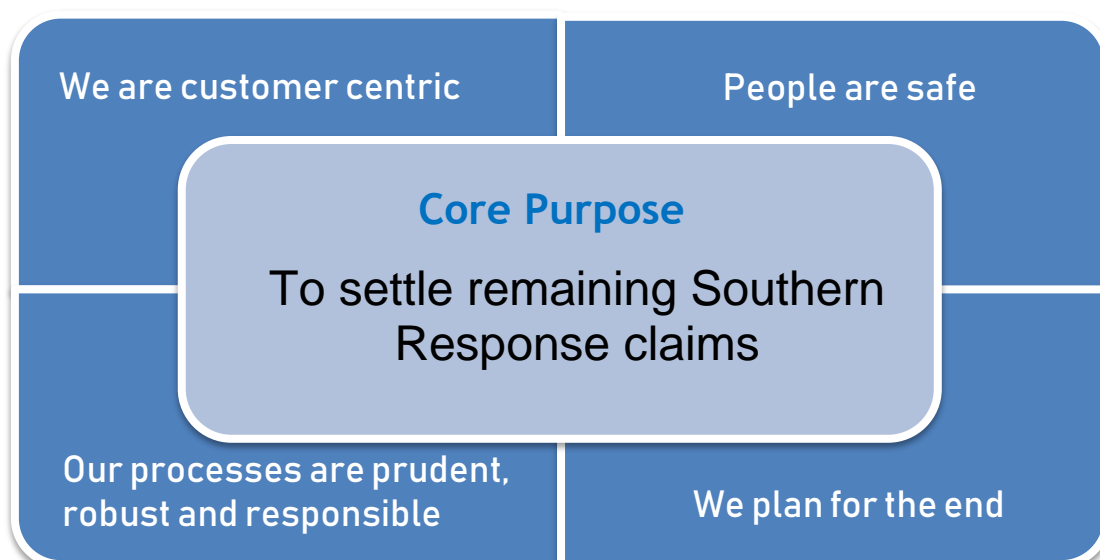 We are customer centric
People are safe
Core Purpose
To settle remaining Southern
Response claims
Our processes are prudent,
robust and responsible
We plan for the end